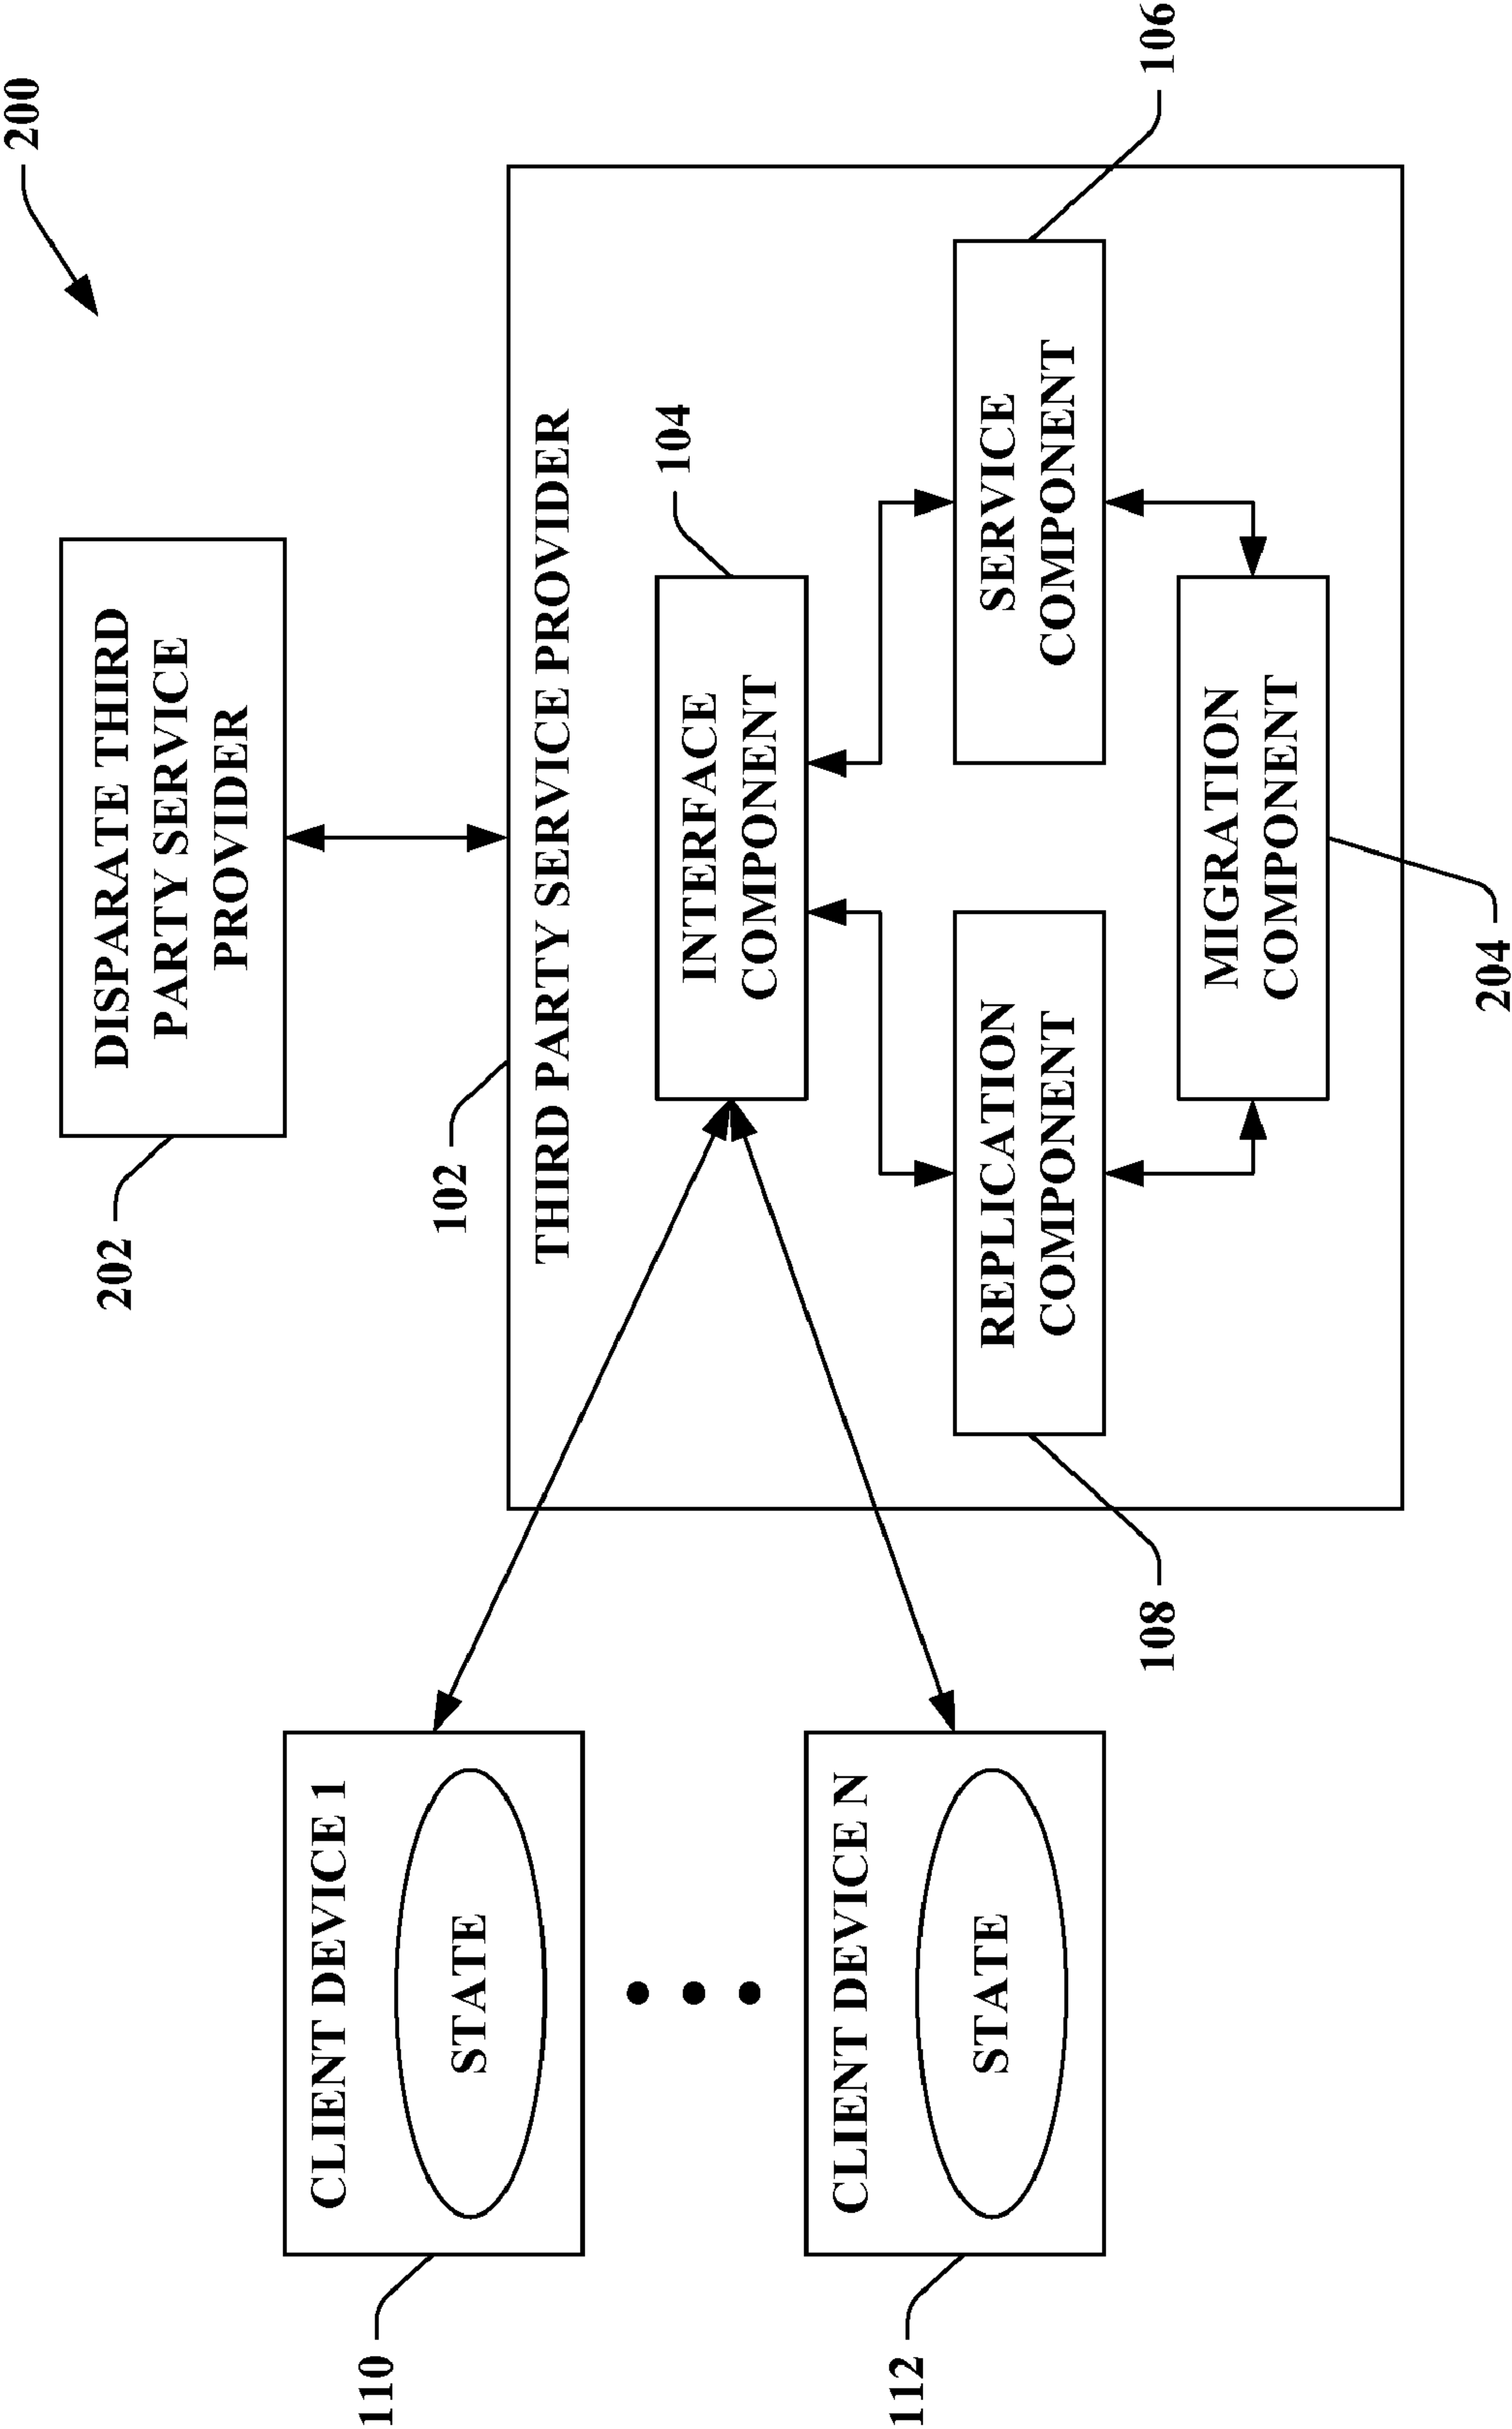 200
DISPARATE THIRD
PARTY SERVICE
PROVIDER
202
102
THIRD PARTY SERVICE PROVIDER
CLIENT DEVICE 1
STATE
110
INTERFACE
COMPONENT
104
CLIENT DEVICE N
STATE
112
REPLICATION
COMPONENT
108
SERVICE
COMPONENT
106
MIGRATION
COMPONENT
204